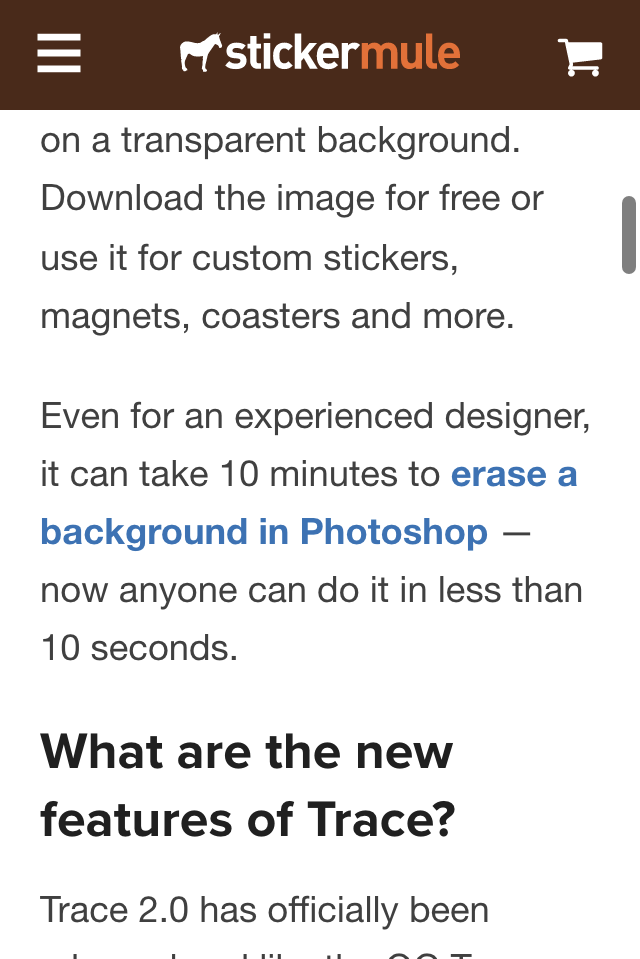 stickermule
on a transparent background.
Download the image for free or
use it for custom stickers,
magnets, coasters and more.
Even for an experienced designer,
it can take 10 minutes to erase a
background in Photoshop —
now anyone can do it in less than
10 seconds.
What are the new
features of Trace?
Trace 2.0 has officially been